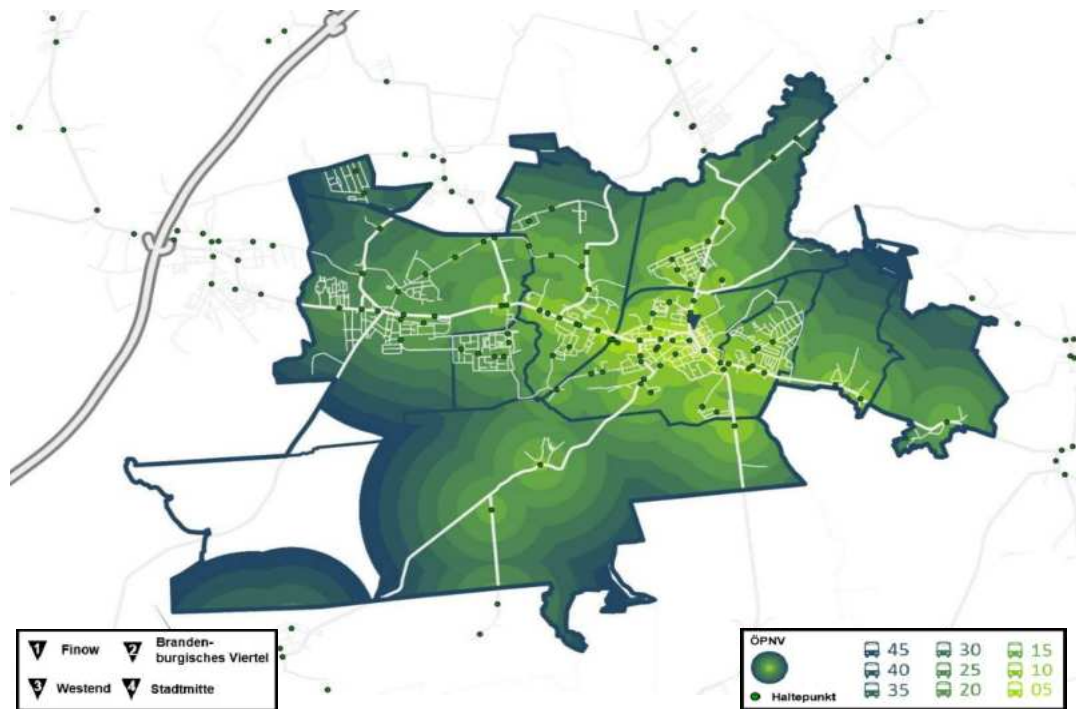 1 Finow
2 Branden-
burgisches Viertel
3 Westend
4 Stadtmitte
ÖPNV
Haltepunkt
45 30 15
40 25 10
35 20 05